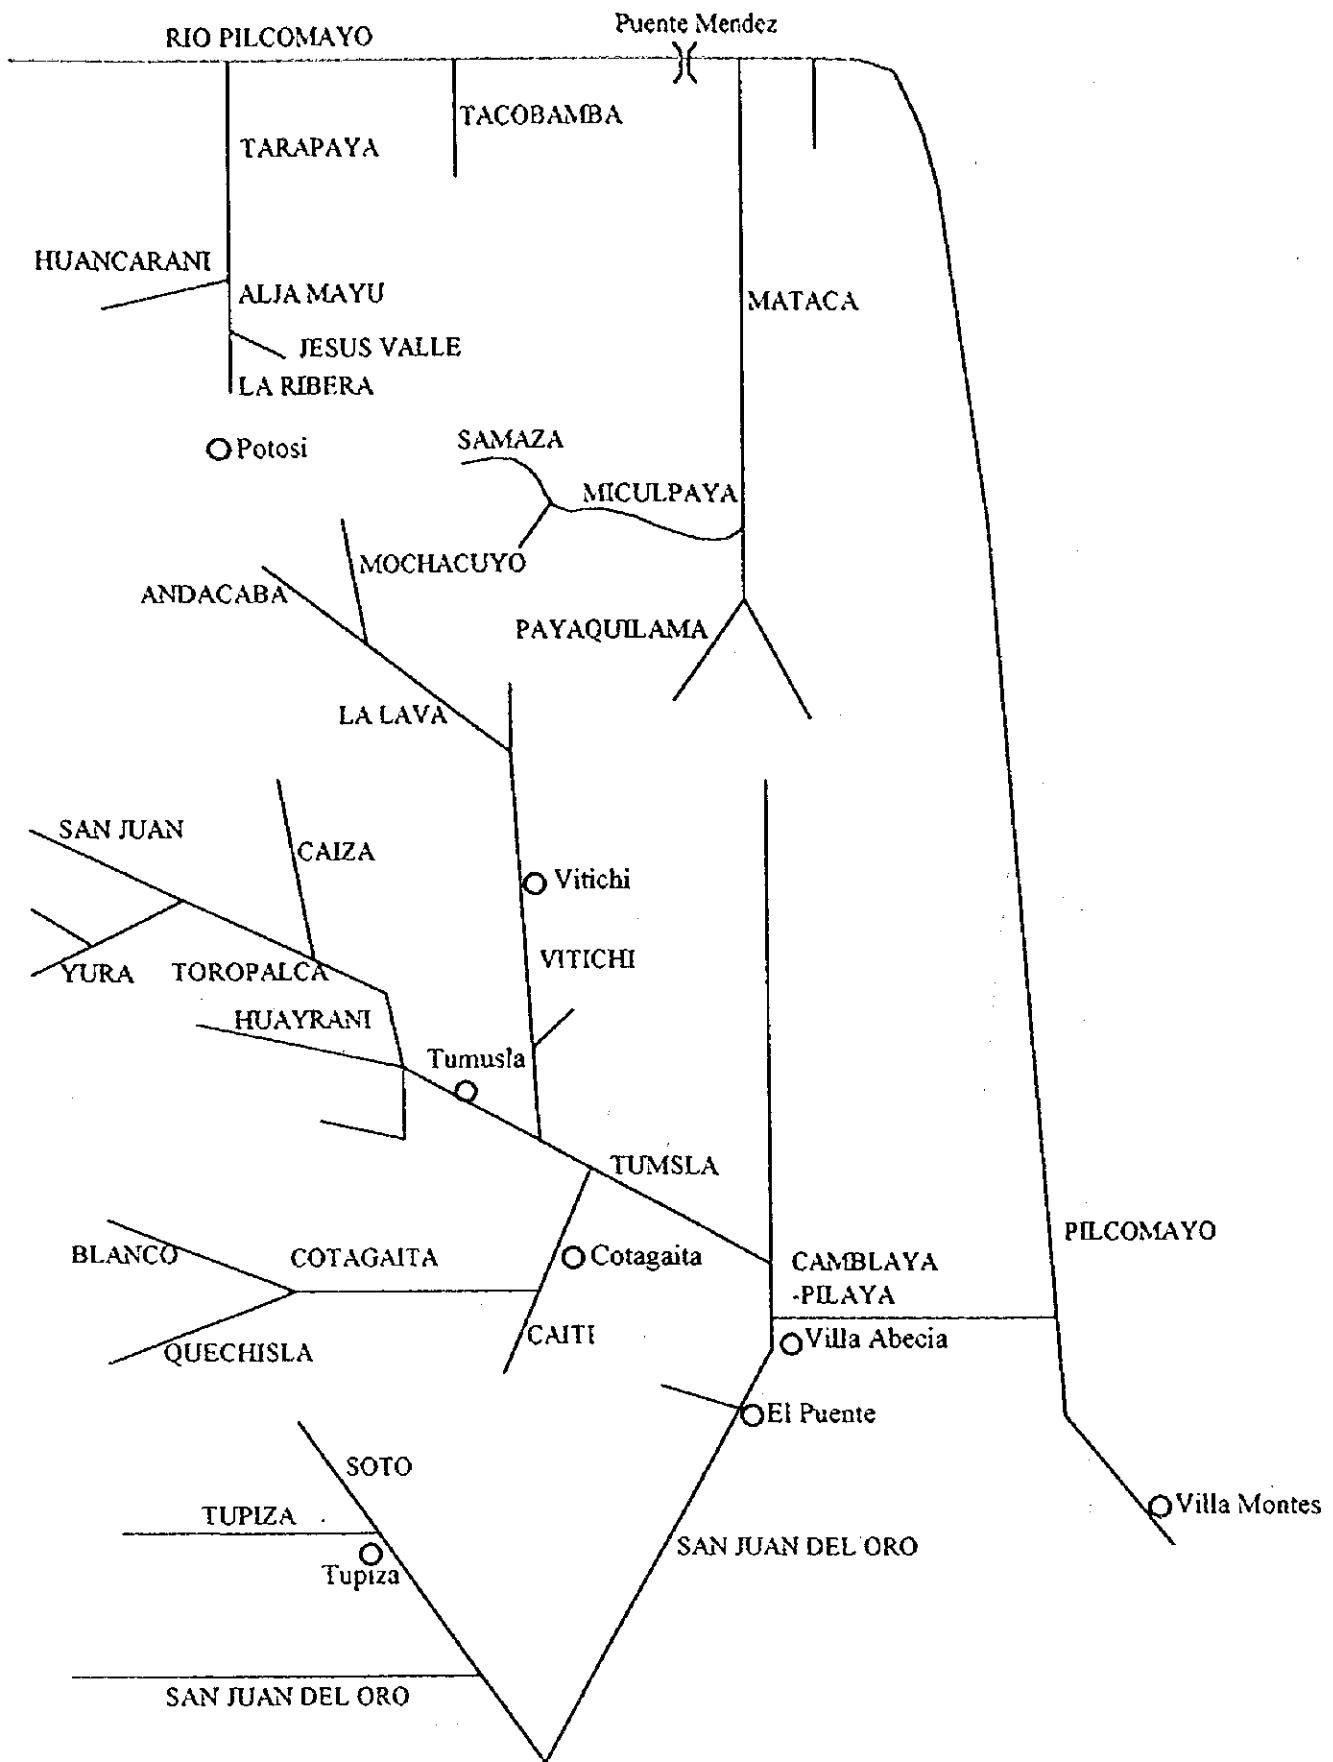 Puente Mendez
RIO PILCOMAYO
TACOBAMBA
TARAPAYA
HUANCARANI
ALJA MAYU
MATACA
JESUS VALLE
LA RIBERA
Potosi
SAMAZA
MICULPAYA
MOCHACUYO
ANDACABA
PAYAQUILAMA
LA LAVA
SAN JUAN
CAIZA
Vitichi
VITICHI
YURA
TOROPALCA
HUAYRANI
Tumusla
TUMSLA
PILCOMAYO
BLANCO
COTAGAITA
Cotagaita
CAMBLAYA
-PILAYA
QUECHISLA
CAITI
Villa Abecia
El Puente
SOTO
TUPIZA
Villa Montes
SAN JUAN DEL ORO
Tupiza
SAN JUAN DEL ORO